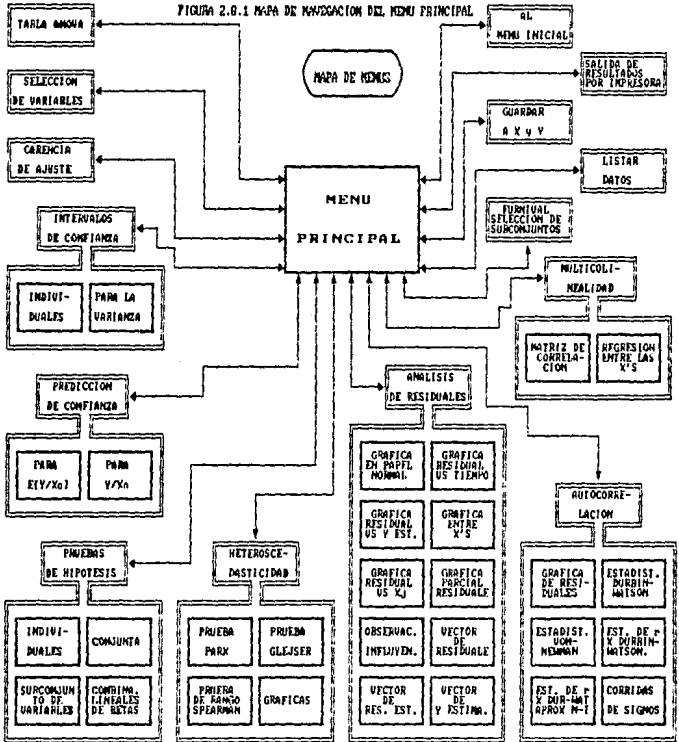 FIGURA 2.8.1 MAPA DE NAVEGACION DEL MENU PRINCIPAL
MAPA DE MENUS
TABLA ANOVA
SELECCION
DE VARIABLES
CARENCIA
DE AJUSTE
INTERVALOS
DE CONFIANZA
INDIVI-
DUALES
PARA LA
VARIANZA
PREDICCION
DE CONFIANZA
PARA
E[Y/Xo]
PARA
Y/Xo
PRUEBAS
DE HIPOTESIS
INDIVI-
DUALES
CONJUNTA
SUBCONJUN
TO DE
VARIABLES
COMBINA.
LINEALES
DE BETAS
MENU
PRINCIPAL
HETEROSCE-
DASTICIDAD
PRUEBA
PARK
PRUEBA
GLEJSER
PRUEBA
DE RANGO
SPEARMAN
GRAFICAS
ANALISIS
DE RESIDUALES
GRAFICA
EN PAPEL
NORMAL
GRAFICA
RESIDUAL
VS TIEMPO
GRAFICA
RESIDUAL
VS Y EST.
GRAFICA
ENTRE
X'S
GRAFICA
RESIDUAL
VS Xj
GRAFICA
PARCIAL
RESIDUALE
OBSERVAC.
INFLUYEN.
VECTOR
DE
RESIDUALE
VECTOR
DE
RES. EST.
VECTOR
DE
Y ESTIMA.
AL
MENU INICIAL
SALIDA DE
RESULTADOS
POR IMPRESORA
GUARDAR
A X y Y
LISTAR
DATOS
FURNIVAL
SELECCION DE
SUBCONJUNTOS
MULTICOLI-
NEALIDAD
MATRIZ DE
CORRELA-
CION
REGRESION
ENTRE LAS
X'S
AUTOCORRE-
LACION
GRAFICA
DE RESI-
DUALES
ESTADIST.
DURBIN-
WATSON
ESTADIST.
VON-
NEWMAN
EST. DE r
X DURBIN-
WATSON.
EST. DE r
X DUR-WAT
APROX
CORRIDAS
DE SIGNOS